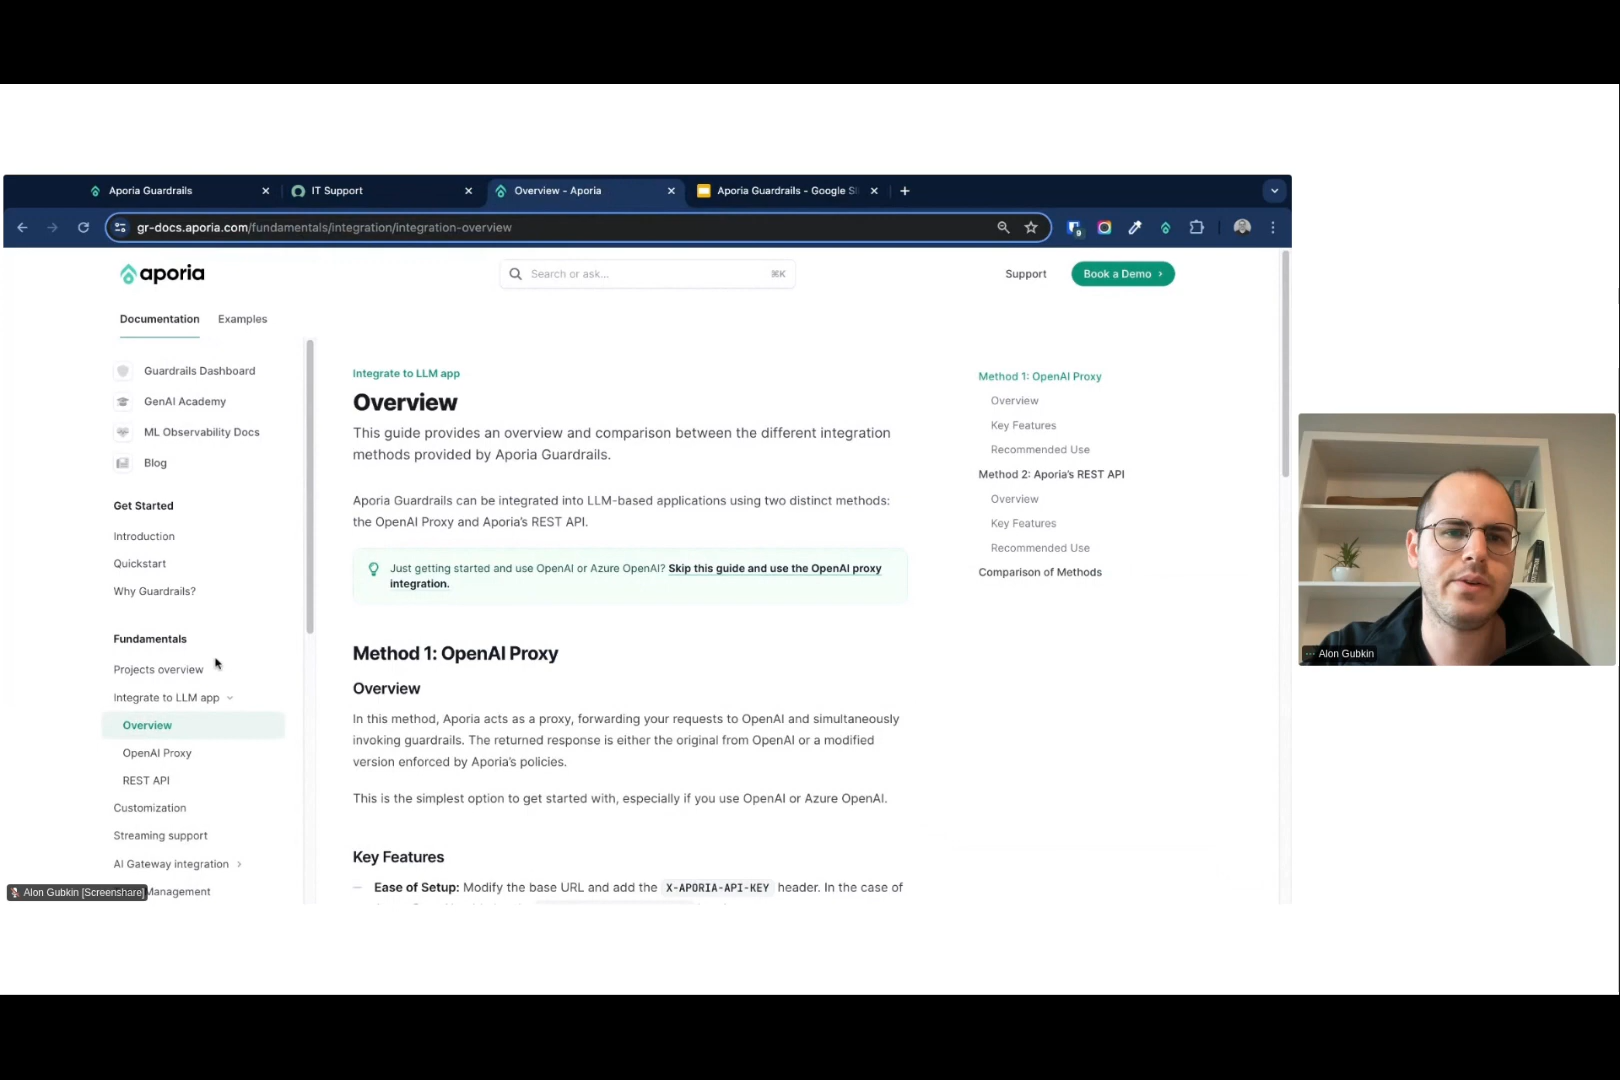 Aporia Guardrails
IT Support
Overview - Aporia
Aporia Guardrails - Google Sl
gr-docs.aporia.com/fundamentals/integration/integration-overview
9
aporia
Search or ask...
⌘K
Support
Book a Demo
Documentation
Examples
Guardrails Dashboard
GenAI Academy
ML Observability Docs
Blog
Get Started
Introduction
Quickstart
Why Guardrails?
Fundamentals
Projects overview
Integrate to LLM app
Overview
OpenAI Proxy
REST API
Customization
Streaming support
AI Gateway integration
Management
Integrate to LLM app
Overview
This guide provides an overview and comparison between the different integration
methods provided by Aporia Guardrails.
Aporia Guardrails can be integrated into LLM-based applications using two distinct methods:
the OpenAI Proxy and Aporia's REST API.
Just getting started and use OpenAI or Azure OpenAI? Skip this guide and use the OpenAI proxy
integration.
Method 1: OpenAI Proxy
Overview
In this method, Aporia acts as a proxy, forwarding your requests to OpenAI and simultaneously
invoking guardrails. The returned response is either the original from OpenAI or a modified
version enforced by Aporia's policies.
This is the simplest option to get started with, especially if you use OpenAI or Azure OpenAI.
Key Features
Ease of Setup: Modify the base URL and add the X-APORIA-API-KEY header. In the case of
Method 1: OpenAI Proxy
Overview
Key Features
Recommended Use
Method 2: Aporia's REST API
Overview
Key Features
Recommended Use
Comparison of Methods
Alon Gubkin
Alon Gubkin [Screenshare]